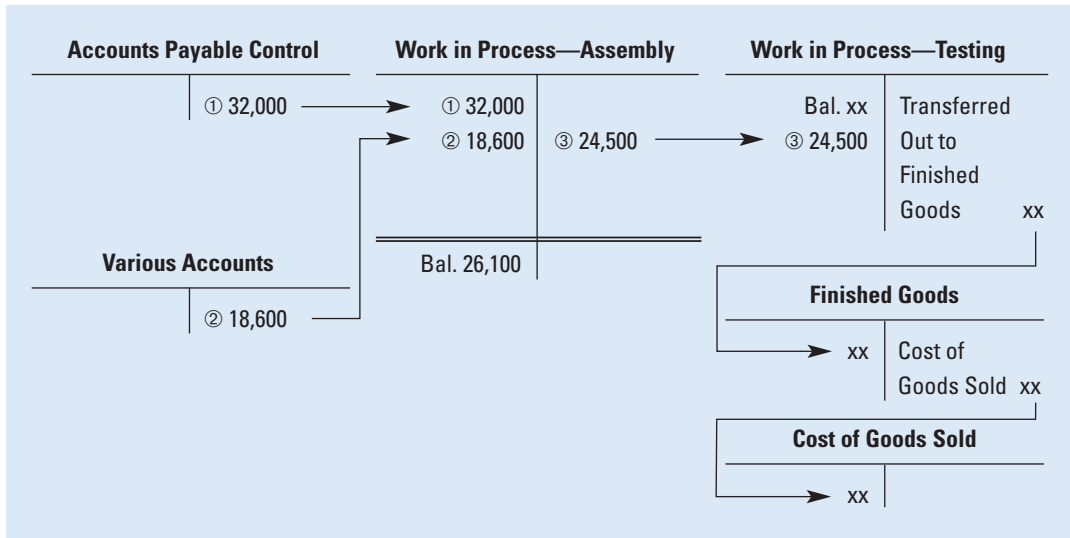 Accounts Payable Control
Work in Process—Assembly
Work in Process—Testing
① 32,000
① 32,000
Bal. xx
Transferred
② 18,600
③ 24,500
③ 24,500
Out to
Finished
Goods xx
Various Accounts
Bal. 26,100
② 18,600
Finished Goods
xx
Cost of
Goods Sold xx
Cost of Goods Sold
xx